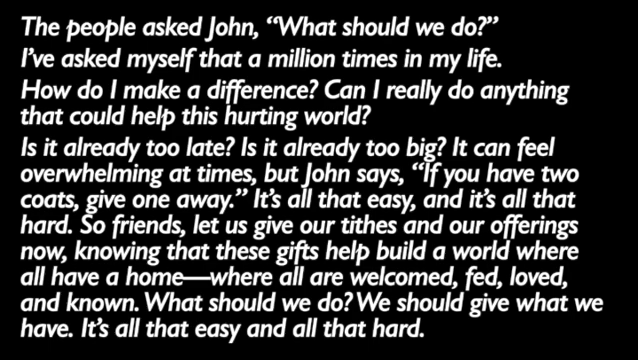 The people asked John, “What should we do?”
I’ve asked myself that a million times in my life.
How do I make a difference? Can I really do anything
that could help this hurting world?
Is it already too late? Is it already too big? It can feel
overwhelming at times, but John says, “If you have two
coats, give one away.” It’s all that easy, and it’s all that
hard. So friends, let us give our tithes and our offerings
now, knowing that these gifts help build a world where
all have a home—where all are welcomed, fed, loved,
and known. What should we do? We should give what we
have. It’s all that easy and all that hard.